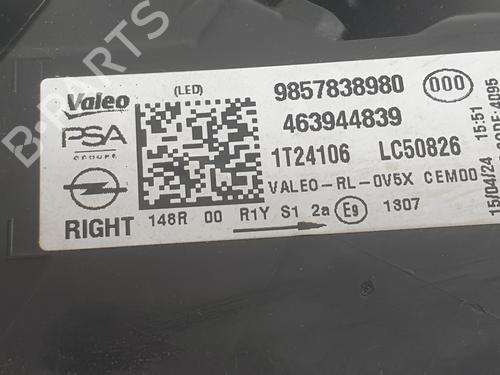 B-PARTS
(LED)
Valeo
PSA
GROUPE
RIGHT
9857838980
000
463944839
1T24106 LC50826
VALEO-RL-0V5X CEM00
148R 00 R1Y S1 2a E9 1307
15/04/24 15:51